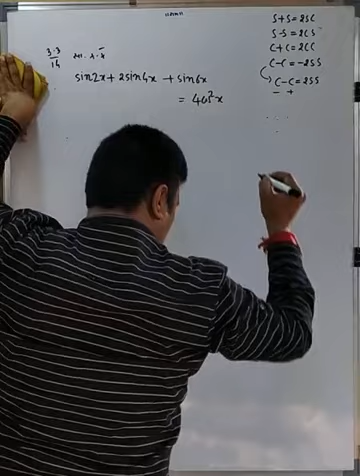 S+S=2SC
S-S=2CS
C+C=2CC
C-C=-2SS
C-C=2SS
- +
3.3
14
sin2x+2sin4x+sin6x
= 4cos²x